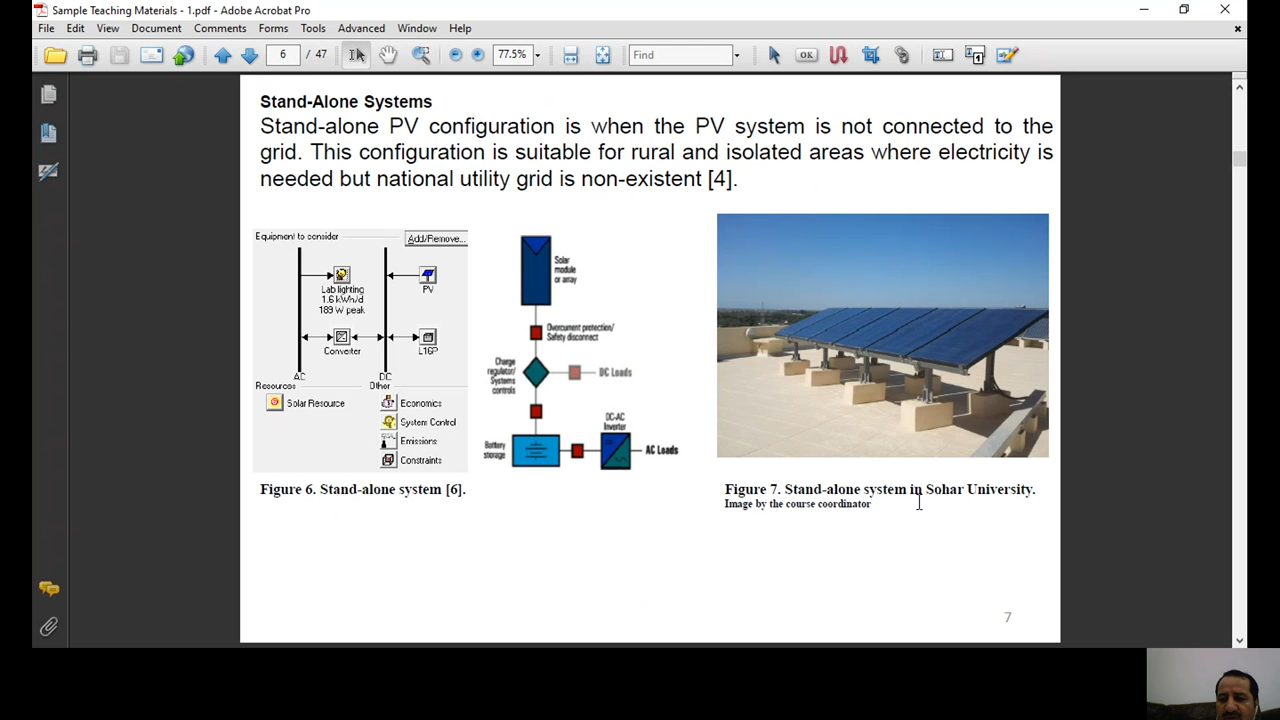 Sample Teaching Materials - 1.pdf - Adobe Acrobat Pro
File Edit View Window Document Comments Forms Tools Advanced Window Help
6 / 47 77.5% Find OK 1
Stand-Alone Systems
Stand-alone PV configuration is when the PV system is not connected to the
grid. This configuration is suitable for rural and isolated areas where electricity is
needed but national utility grid is non-existent [4].
Equipment to consider Add/Remove...
Lab lighting
1.6 kWh/d
189 W peak
PV
Converter
L16P
AC DC
Resources Other
Solar Resource
Economics
System Control
Emissions
Constraints
Solar
module
or array
Overcurrent protection/
Safety disconnect
Charge
regulator/
Systems
controls
DC Loads
DC-AC
Inverter
Battery
storage
AC Loads
Figure 6. Stand-alone system [6].
Figure 7. Stand-alone system in Sohar University.
Image by the course coordinator
7